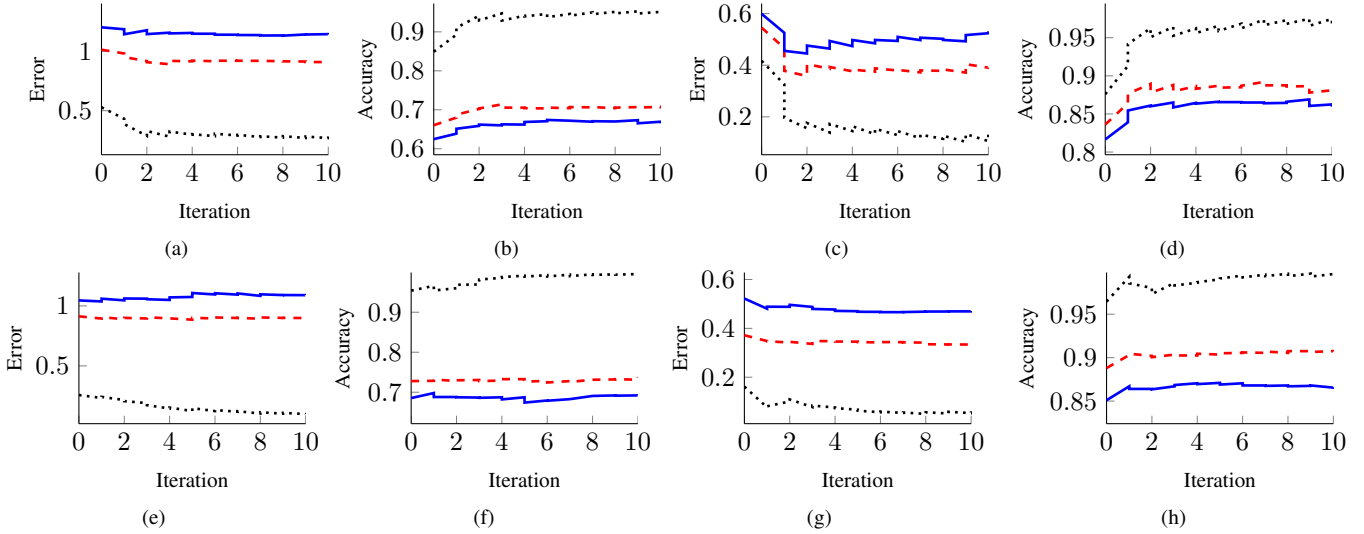 Error
1
0.5
0 2 4 6 8 10
Iteration
(a)
Accuracy
0.9
0.8
0.7
0.6
0 2 4 6 8 10
Iteration
(b)
Error
0.6
0.4
0.2
0 2 4 6 8 10
Iteration
(c)
Accuracy
0.95
0.9
0.85
0.8
0 2 4 6 8 10
Iteration
(d)
Error
1
0.5
0 2 4 6 8 10
Iteration
(e)
Accuracy
0.9
0.8
0.7
0 2 4 6 8 10
Iteration
(f)
Error
0.6
0.4
0.2
0 2 4 6 8 10
Iteration
(g)
Accuracy
0.95
0.9
0.85
0 2 4 6 8 10
Iteration
(h)